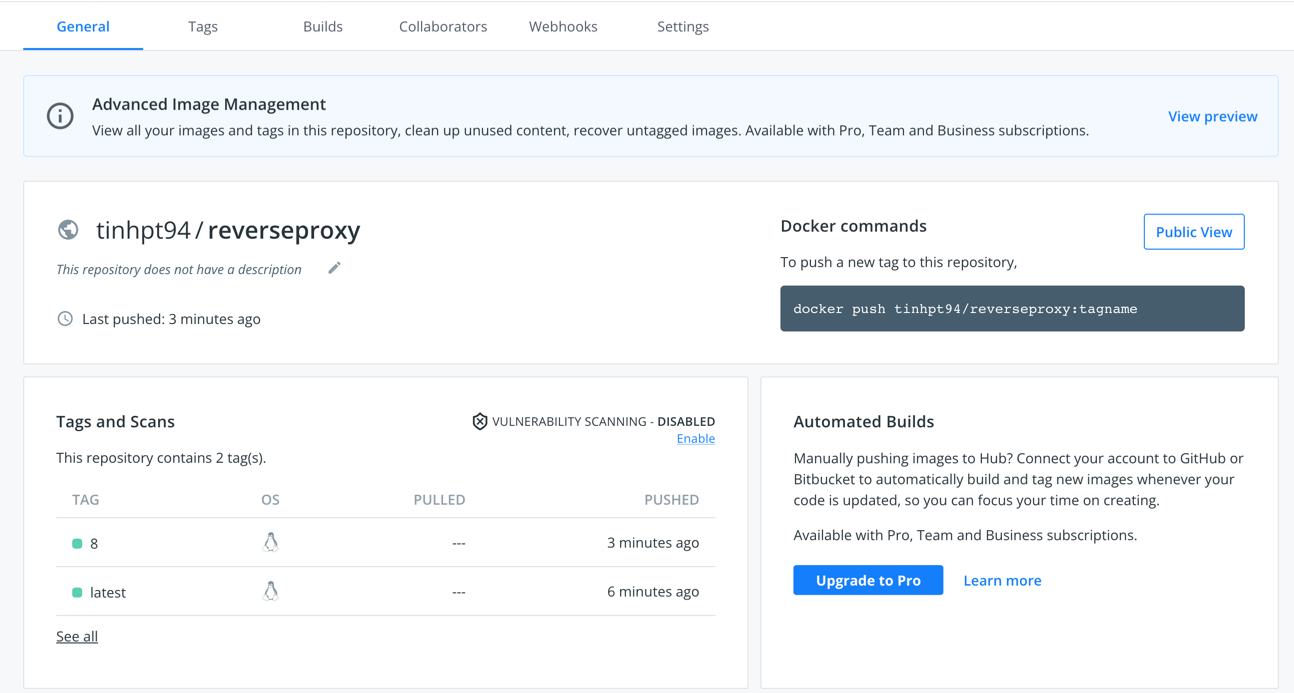 General Tags Builds Collaborators Webhooks Settings
Advanced Image Management
View all your images and tags in this repository, clean up unused content, recover untagged images. Available with Pro, Team and Business subscriptions.
View preview
tinhpt94 / reverseproxy
This repository does not have a description
Last pushed: 3 minutes ago
Docker commands
Public View
To push a new tag to this repository,
docker push tinhpt94/reverseproxy:tagname
Tags and Scans
VULNERABILITY SCANNING - DISABLED
Enable
This repository contains 2 tag(s).
TAG OS PULLED PUSHED
8 --- 3 minutes ago
latest --- 6 minutes ago
See all
Automated Builds
Manually pushing images to Hub? Connect your account to GitHub or
Bitbucket to automatically build and tag new images whenever your
code is updated, so you can focus your time on creating.
Available with Pro, Team and Business subscriptions.
Upgrade to Pro Learn more